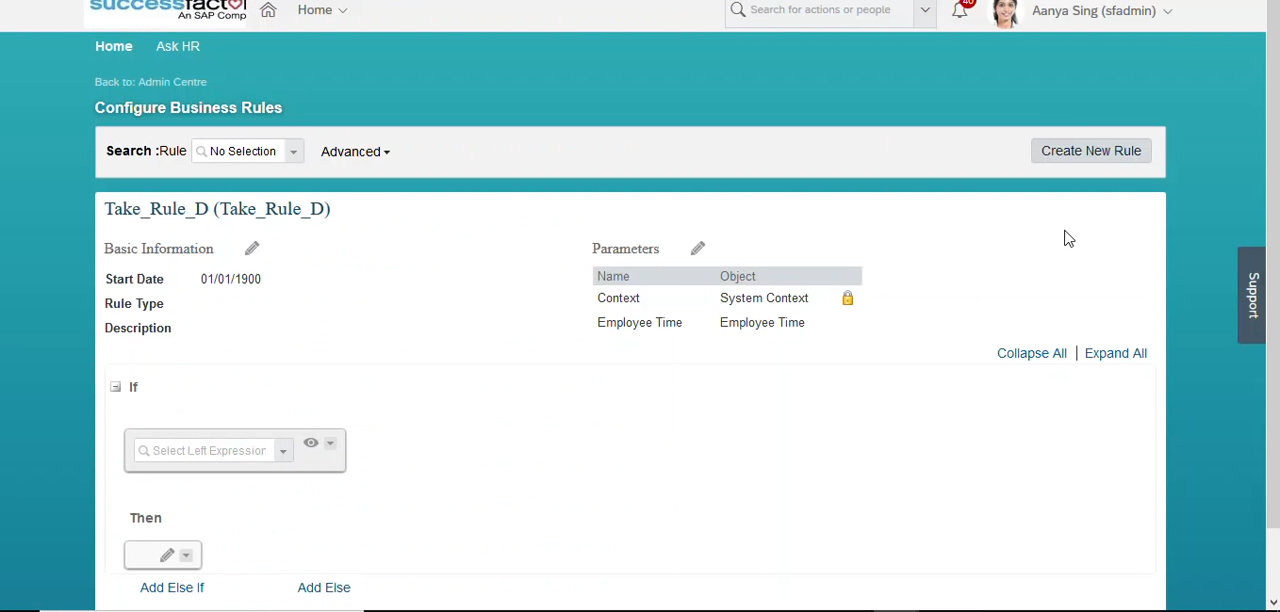 successfactors
An SAP Comp
Home
Search for actions or people
40
Aanya Sing (sfadmin)
Home
Ask HR
Back to: Admin Centre
Configure Business Rules
Search :Rule
No Selection
Advanced
Create New Rule
Take_Rule_D (Take_Rule_D)
Basic Information
Parameters
Start Date 01/01/1900
Name Object
Rule Type
Context System Context
Description
Employee Time Employee Time
Support
Collapse All | Expand All
If
Select Left Expression
Then
Add Else If
Add Else